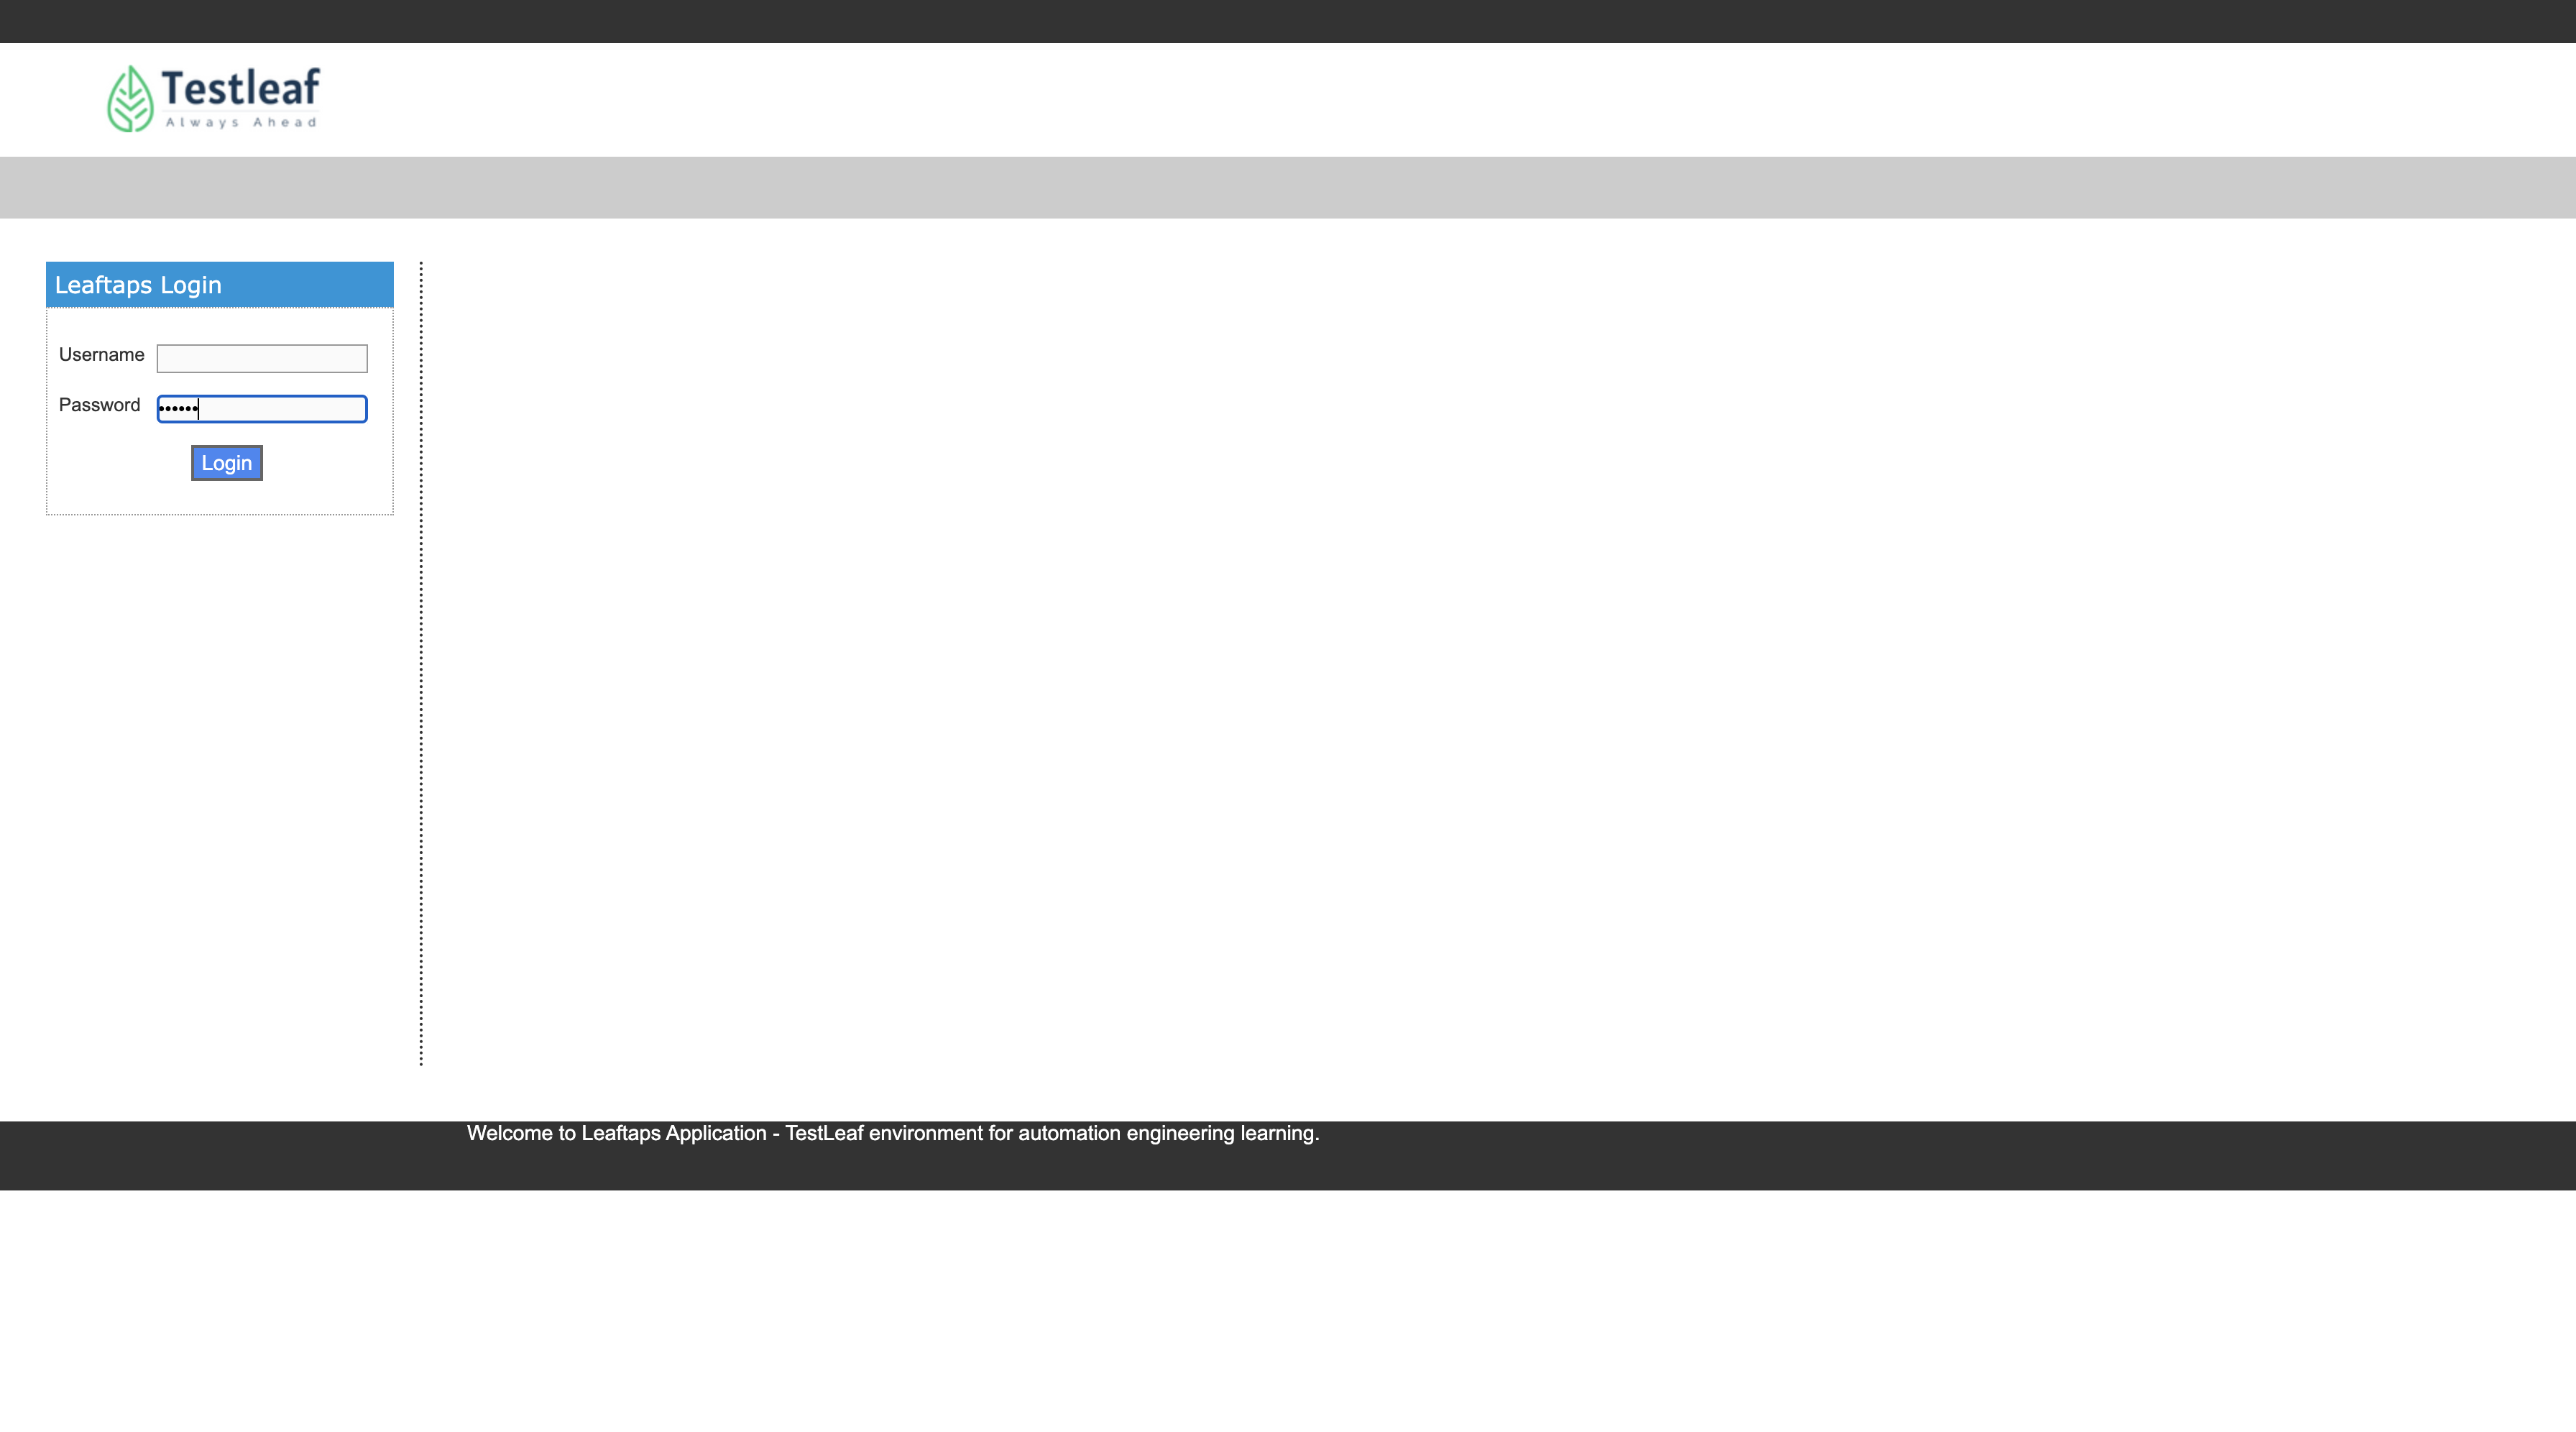 Testleaf
Always Ahead
Leaftaps Login
Username
Password ••••••
Login
Welcome to Leaftaps Application - TestLeaf environment for automation engineering learning.